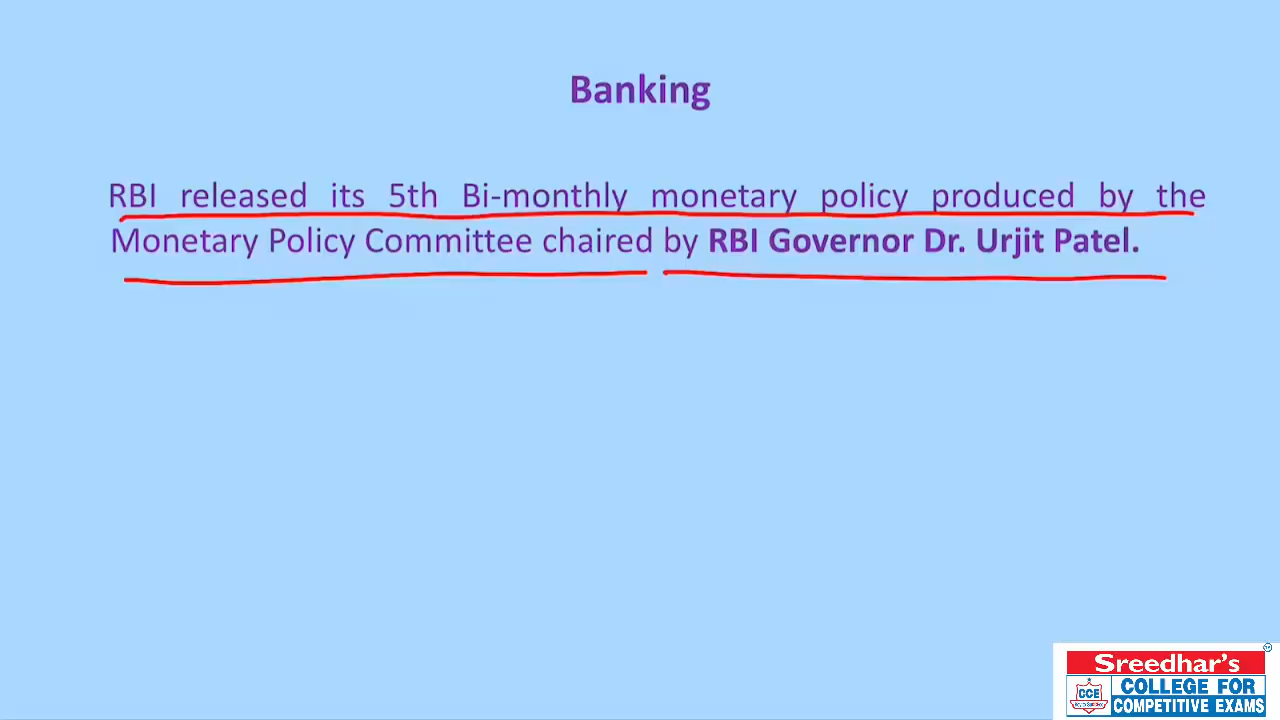 Banking
RBI released its 5th Bi-monthly monetary policy produced by the
Monetary Policy Committee chaired by RBI Governor Dr. Urjit Patel.
Sreedhar's
CCE
COLLEGE FOR
COMPETITIVE EXAMS